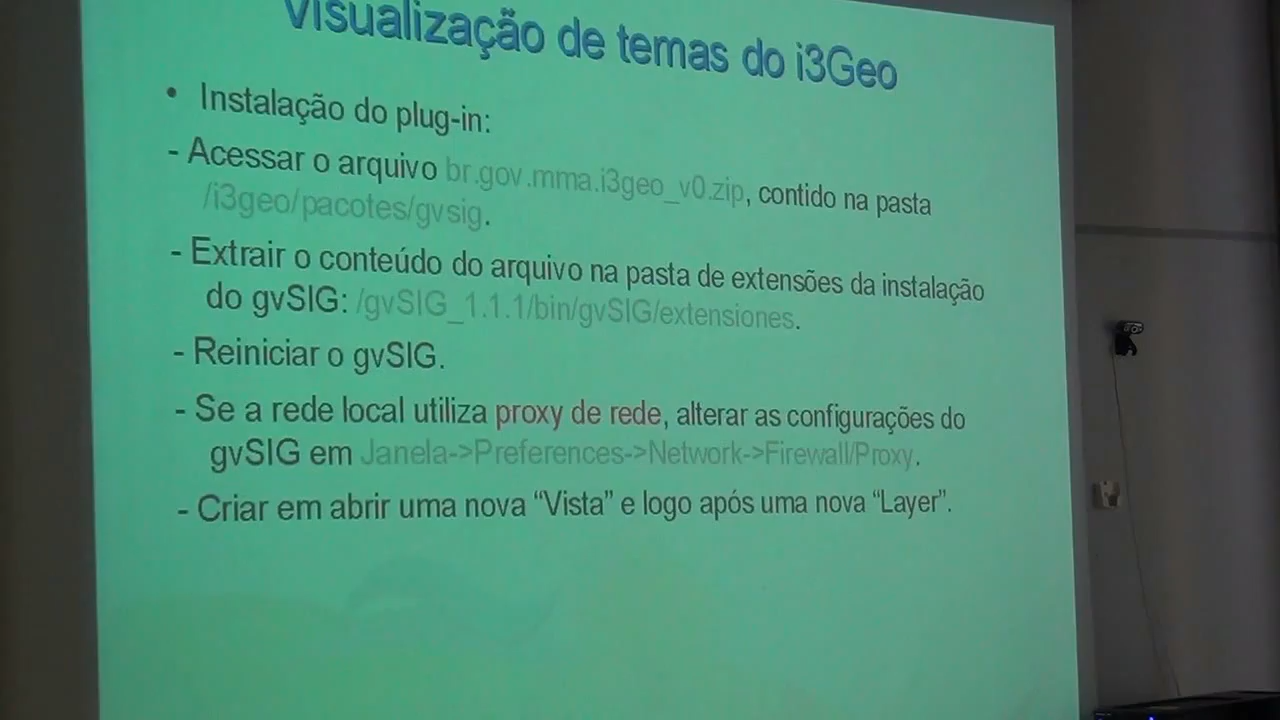 Visualização de temas do i3Geo
• Instalação do plug-in:
- Acessar o arquivo br.gov.mma.i3geo_v0.zip, contido na pasta
/i3geo/pacotes/gvsig.
- Extrair o conteúdo do arquivo na pasta de extensões da instalação
do gvSIG: /gvSIG_1.1.1/bin/gvSIG/extensiones.
- Reiniciar o gvSIG.
- Se a rede local utiliza proxy de rede, alterar as configurações do
gvSIG em Janela->Preferences->Network->Firewall/Proxy.
- Criar em abrir uma nova “Vista” e logo após uma nova “Layer”.